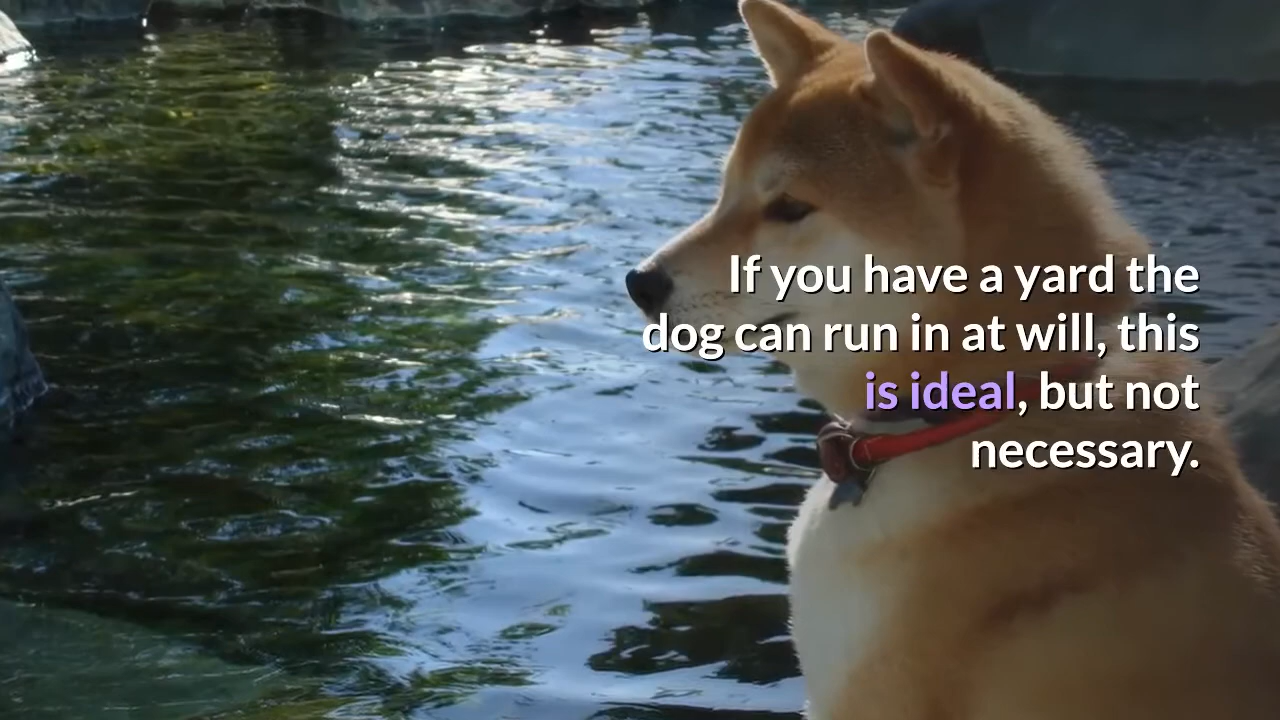 If you have a yard the
dog can run in at will, this
is ideal, but not
necessary.